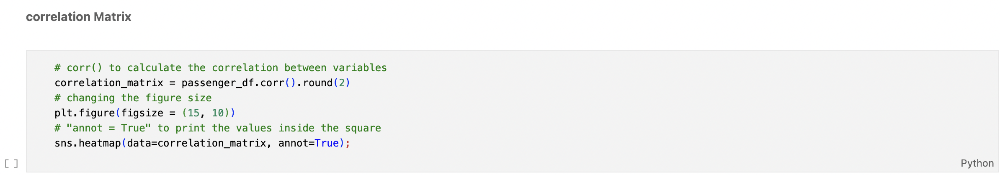 correlation Matrix
# corr() to calculate the correlation between variables
correlation_matrix = passenger_df.corr().round(2)
# changing the figure size
plt.figure(figsize = (15, 10))
# "annot = True" to print the values inside the square
sns.heatmap(data=correlation_matrix, annot=True);
[ ]
Python